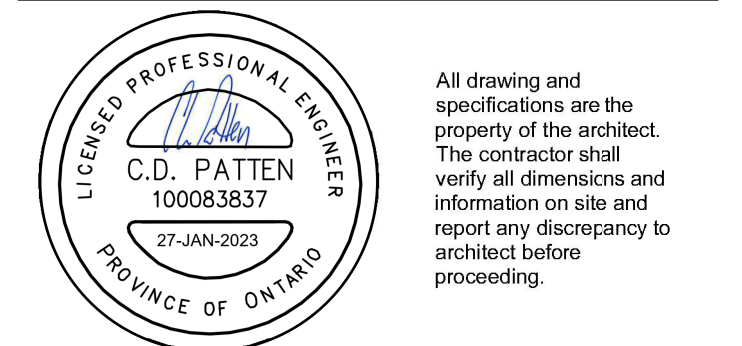 LICENSED PROFESSIONAL ENGINEER
C. Patten
C.D. PATTEN
100083837
27-JAN-2023
PROVINCE OF ONTARIO
All drawing and
specifications are the
property of the architect.
The contractor shall
verify all dimensions and
information on site and
report any discrepancy to
architect before
proceeding.